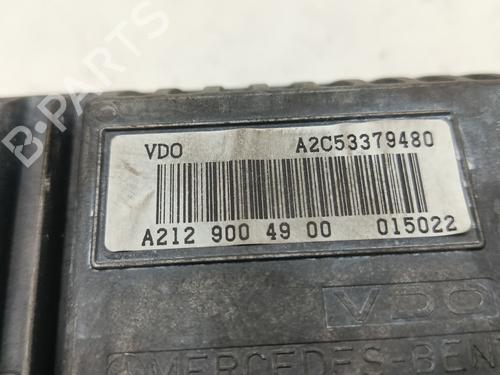 VDO A2C53379480
A212 900 49 00 015022
VDO
MERCEDES-BEN
B-PARTS